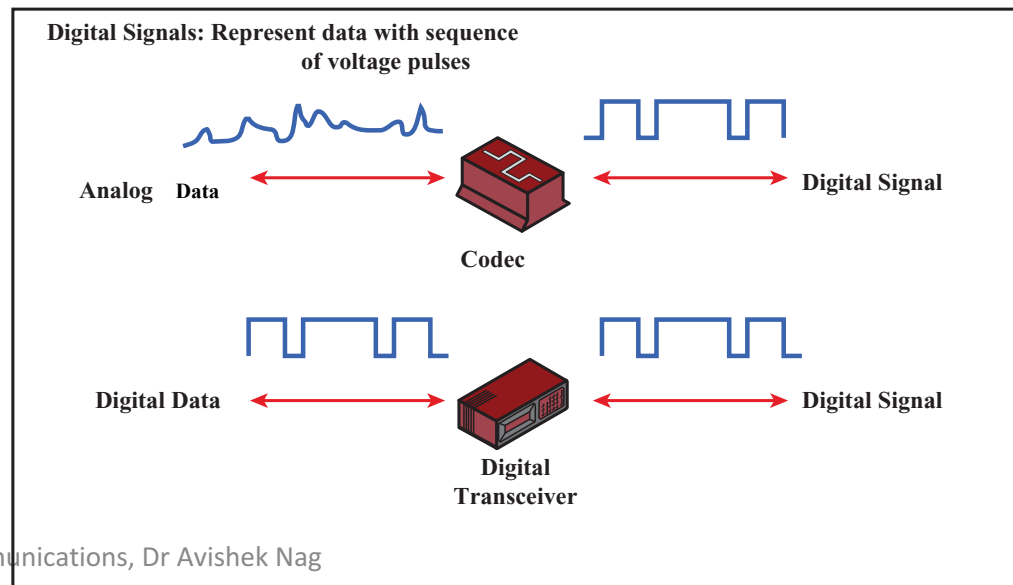 Digital Signals: Represent data with sequence
of voltage pulses
Analog Data
Digital Signal
Codec
Digital Data
Digital Signal
Digital
Transceiver
Dr Avishek Nag